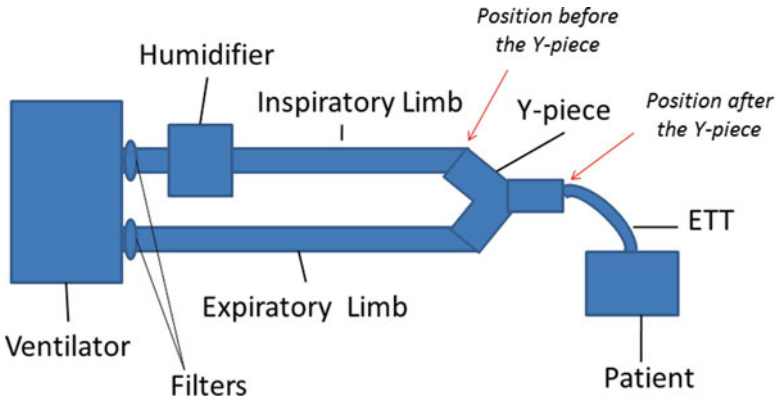 Position before
the Y-piece
Humidifier
Inspiratory Limb
Y-piece
Position after
the Y-piece
ETT
Expiratory Limb
Ventilator
Filters
Patient